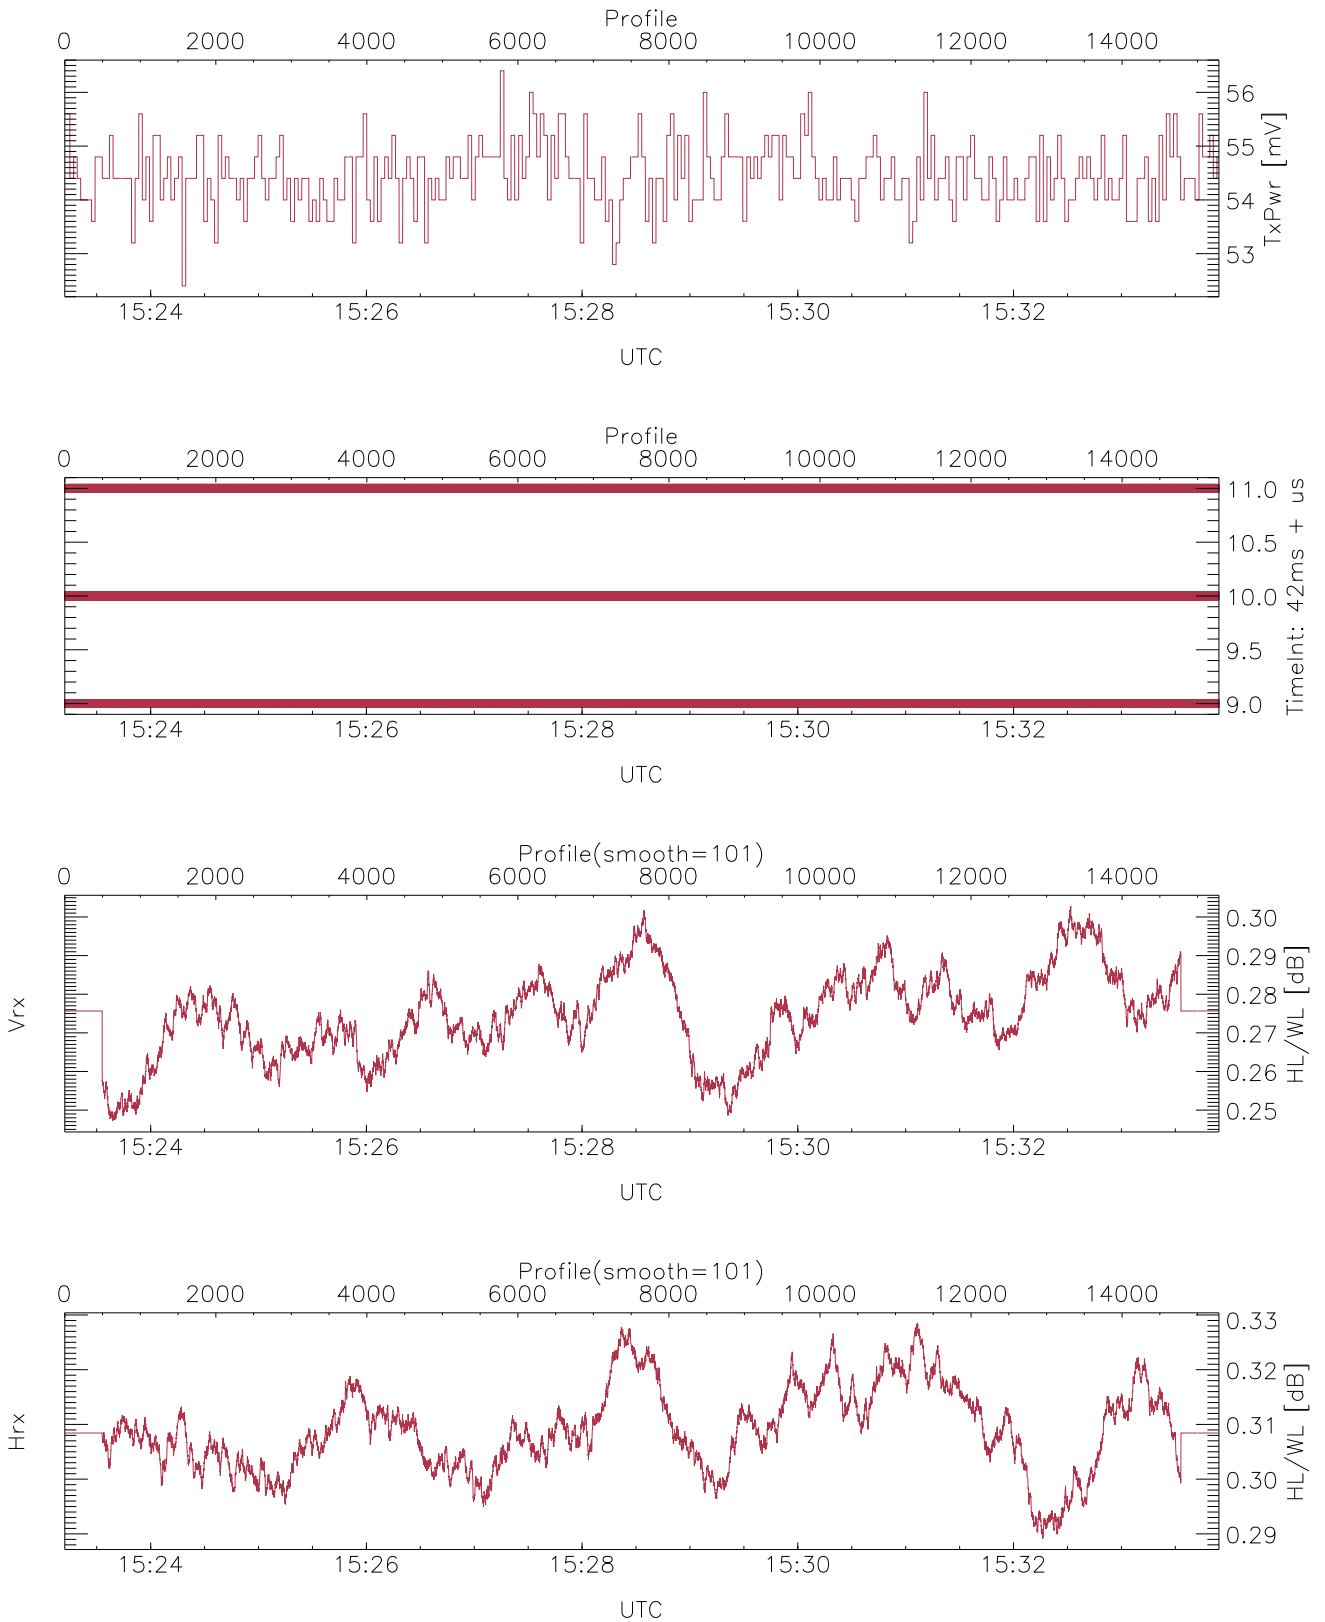 Profile
0 2000 4000 6000 8000 10000 12000 14000
56
55
54
53
TxPwr [mV]
15:24 15:26 15:28 15:30 15:32
UTC
Profile
0 2000 4000 6000 8000 10000 12000 14000
11.0
10.5
10.0
9.5
9.0
TimeInt: 42ms + us
15:24 15:26 15:28 15:30 15:32
UTC
Profile(smooth=101)
0 2000 4000 6000 8000 10000 12000 14000
Vrx
0.30
0.29
0.28
0.27
0.26
0.25
HL/WL [dB]
15:24 15:26 15:28 15:30 15:32
UTC
Profile(smooth=101)
0 2000 4000 6000 8000 10000 12000 14000
Hrx
0.33
0.32
0.31
0.30
0.29
HL/WL [dB]
15:24 15:26 15:28 15:30 15:32
UTC